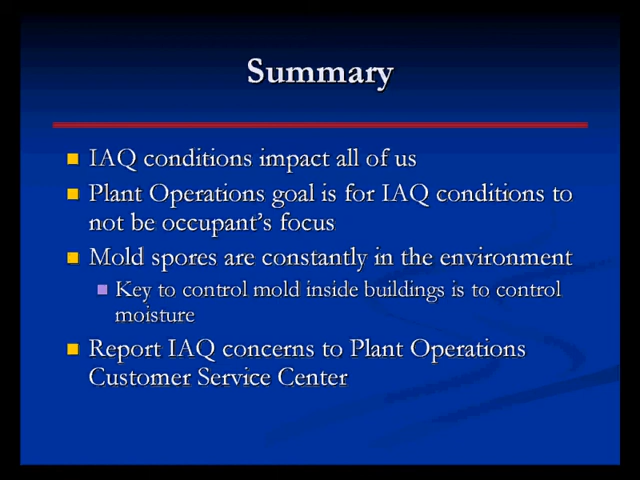 Summary
IAQ conditions impact all of us
Plant Operations goal is for IAQ conditions to
not be occupant's focus
Mold spores are constantly in the environment
Key to control mold inside buildings is to control
moisture
Report IAQ concerns to Plant Operations
Customer Service Center